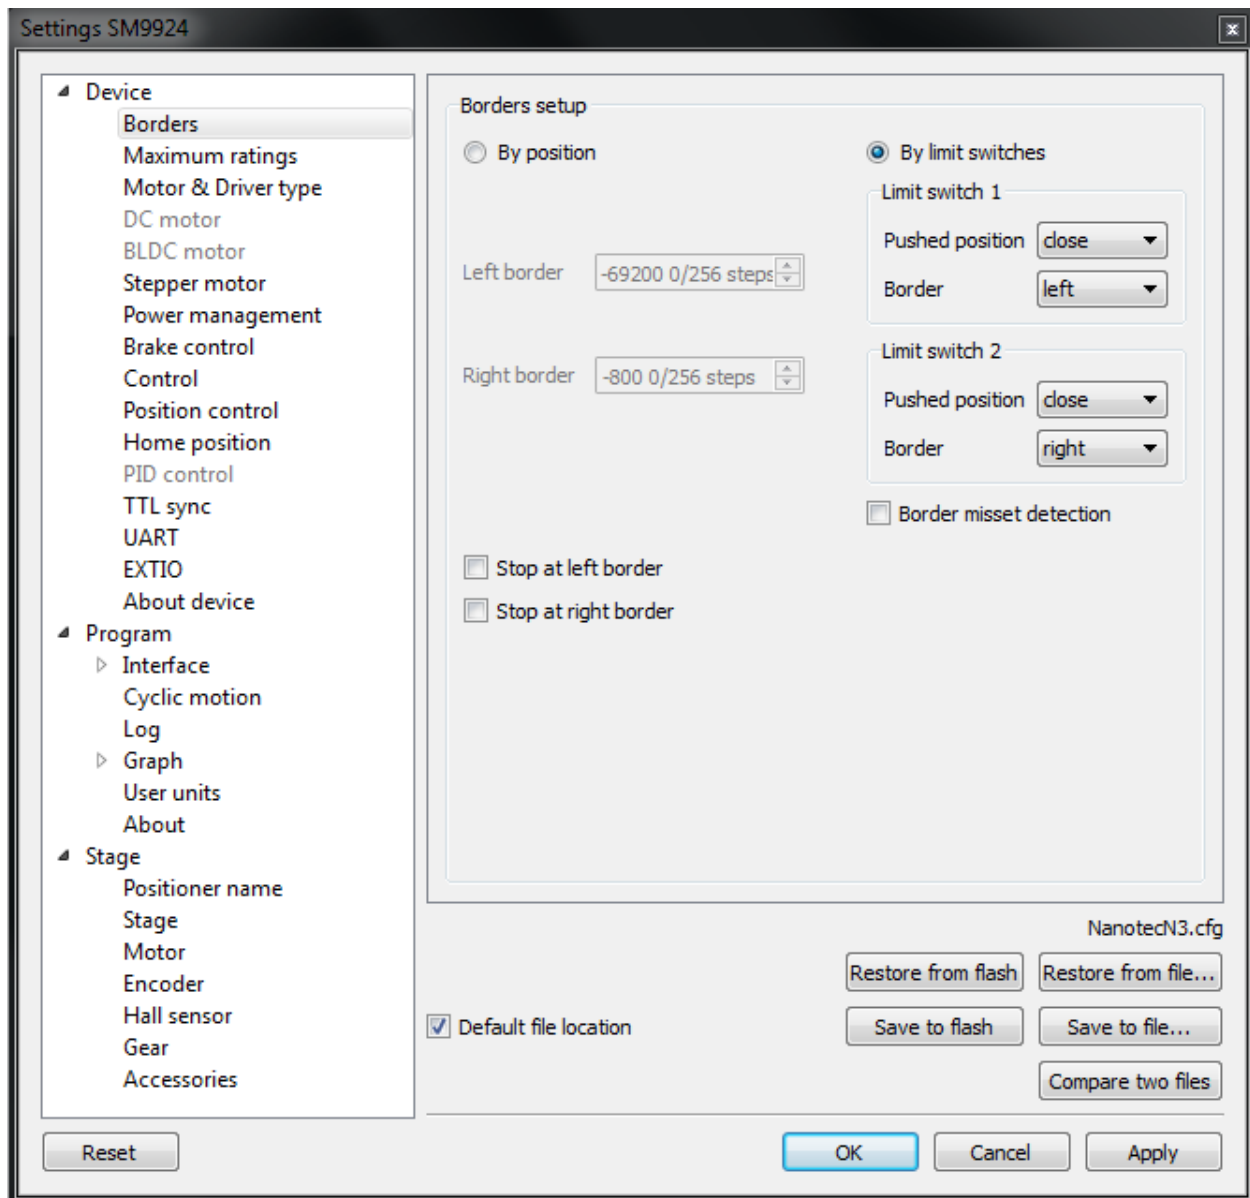 Settings SM9924
Device
Borders
Maximum ratings
Motor & Driver type
DC motor
BLDC motor
Stepper motor
Power management
Brake control
Control
Position control
Home position
PID control
TTL sync
UART
EXTIO
About device
Program
Interface
Cyclic motion
Log
Graph
User units
About
Stage
Positioner name
Stage
Motor
Encoder
Hall sensor
Gear
Accessories
Borders setup
By position
Left border -69200 0/256 steps
Right border -800 0/256 steps
By limit switches
Limit switch 1
Pushed position close
Border left
Limit switch 2
Pushed position close
Border right
Border misset detection
Stop at left border
Stop at right border
NanotecN3.cfg
Restore from flash Restore from file...
Default file location Save to flash Save to file...
Compare two files
Reset OK Cancel Apply